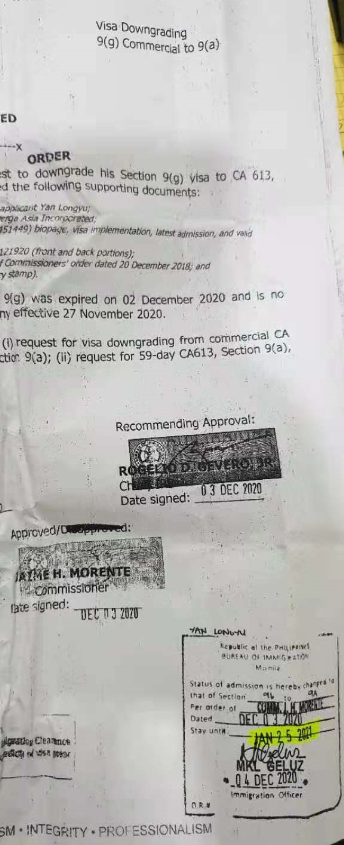 Visa Downgrading
9(g) Commercial to 9(a)
ED
----x
ORDER
est to downgrade his Section 9(g) visa to CA 613,
ed the following supporting documents:
applicant Yan Longyu;
erge Asia Incorporated;
451449) biopage, visa implementation, latest admission, and valid
121920 (front and back portions);
f Commissioners' order dated 20 December 2018; and
ry stamp).
9(g) was expired on 02 December 2020 and is no
ny effective 27 November 2020.
(i) request for visa downgrading from commercial CA
ction 9(a); (ii) request for 59-day CA613, Section 9(a),
Recommending Approval:
ROGELIO D. GEVERO, JR.
Date signed: 03 DEC 2020
Approved/Disapproved:
JAIME H. MORENTE
Commissioner
ate signed: DEC 03 2020
YAN LONGYU
Republic of the PHILIPPINES
BUREAU OF IMMIGRATION
Manila
Status of admission is hereby changed to
that of Section 9G to 9A
Per order of COMM. J. H. MORENTE
Dated DEC 03 2020
Stay until JAN 25 2021
MKL GELUZ
04 DEC 2020
Immigration Officer
O.R.#
Clearance
SM • INTEGRITY • PROFESSIONALISM